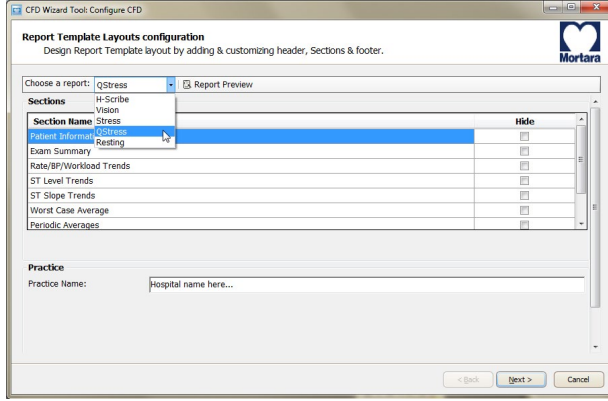 CFD Wizard Tool: Configure CFD
Report Template Layouts configuration
Design Report Template layout by adding & customizing header, Sections & footer.
Mortara
Choose a report: QStress Report Preview
H-Scribe
Vision
Stress
QStress
Resting
Sections
Section Name Hide
Patient Informati
Exam Summary
Rate/BP/Workload Trends
ST Level Trends
ST Slope Trends
Worst Case Average
Periodic Averages
Practice
Practice Name: Hospital name here...
< Back Next > Cancel